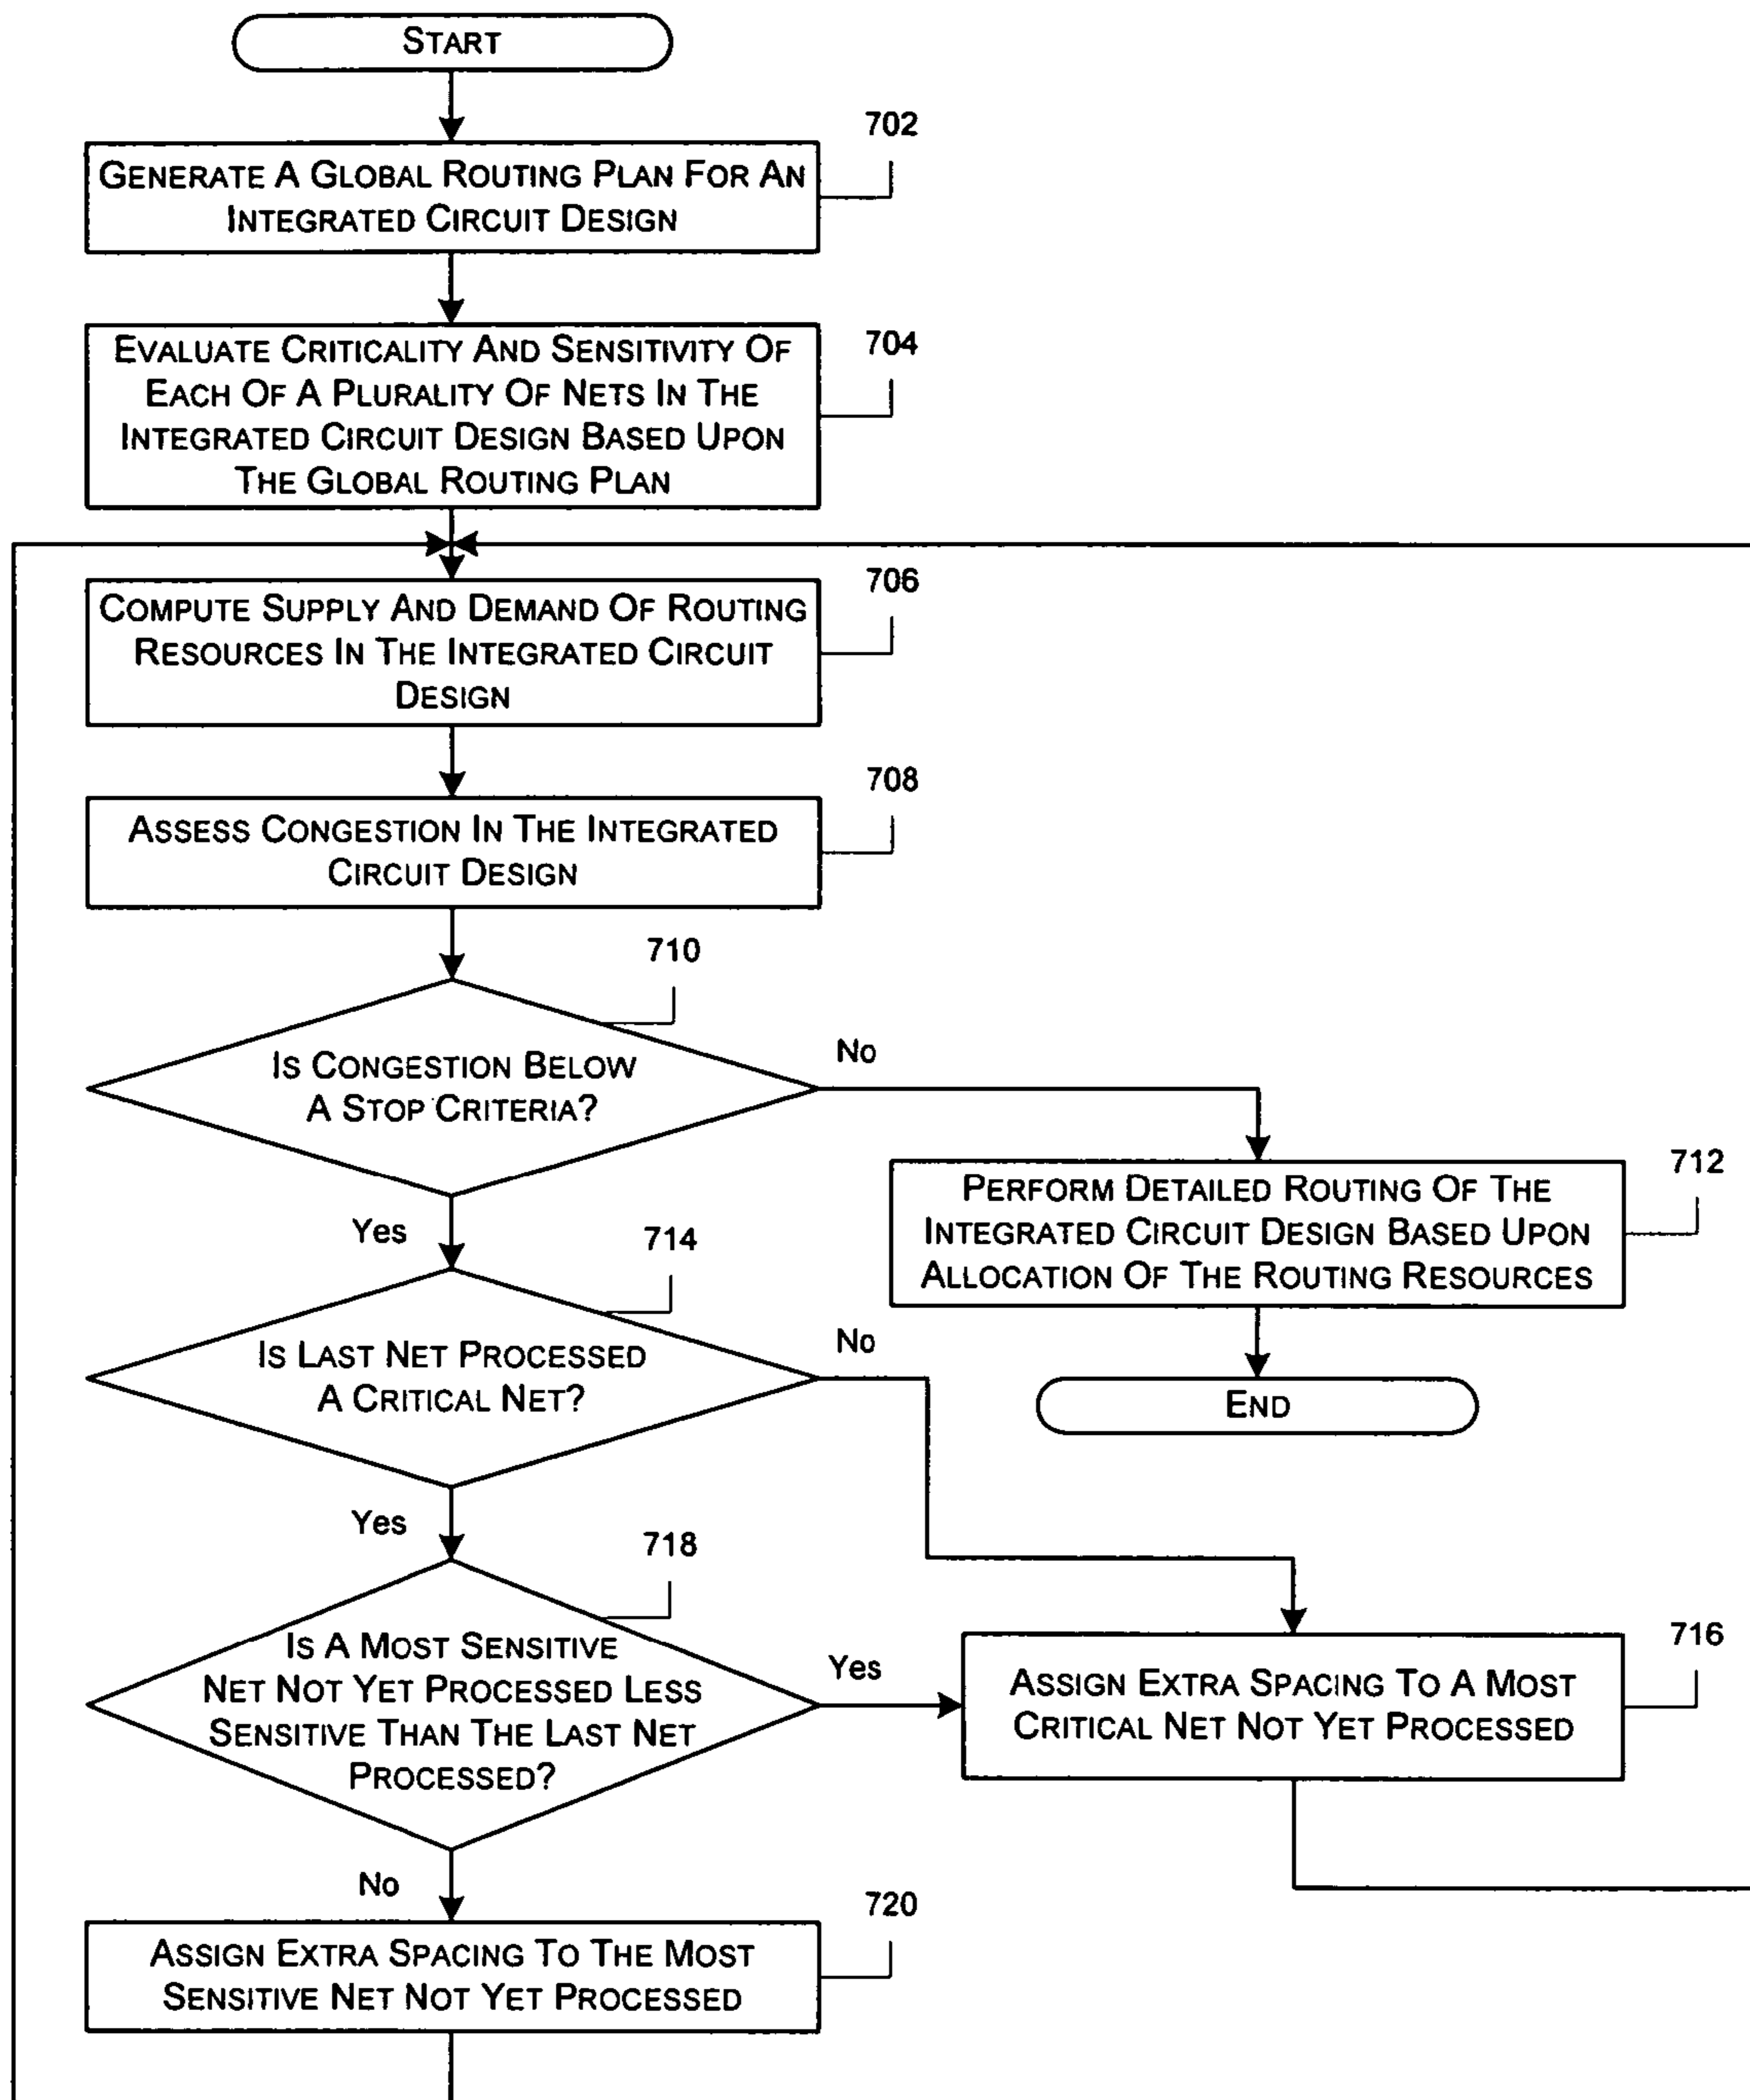 START
702
GENERATE A GLOBAL ROUTING PLAN FOR AN
INTEGRATED CIRCUIT DESIGN
704
EVALUATE CRITICALITY AND SENSITIVITY OF
EACH OF A PLURALITY OF NETS IN THE
INTEGRATED CIRCUIT DESIGN BASED UPON
THE GLOBAL ROUTING PLAN
706
COMPUTE SUPPLY AND DEMAND OF ROUTING
RESOURCES IN THE INTEGRATED CIRCUIT
DESIGN
708
ASSESS CONGESTION IN THE INTEGRATED
CIRCUIT DESIGN
710
IS CONGESTION BELOW
A STOP CRITERIA?
No
Yes
712
PERFORM DETAILED ROUTING OF THE
INTEGRATED CIRCUIT DESIGN BASED UPON
ALLOCATION OF THE ROUTING RESOURCES
END
714
IS LAST NET PROCESSED
A CRITICAL NET?
No
Yes
718
IS A MOST SENSITIVE
NET NOT YET PROCESSED LESS
SENSITIVE THAN THE LAST NET
PROCESSED?
Yes
No
716
ASSIGN EXTRA SPACING TO A MOST
CRITICAL NET NOT YET PROCESSED
720
ASSIGN EXTRA SPACING TO THE MOST
SENSITIVE NET NOT YET PROCESSED